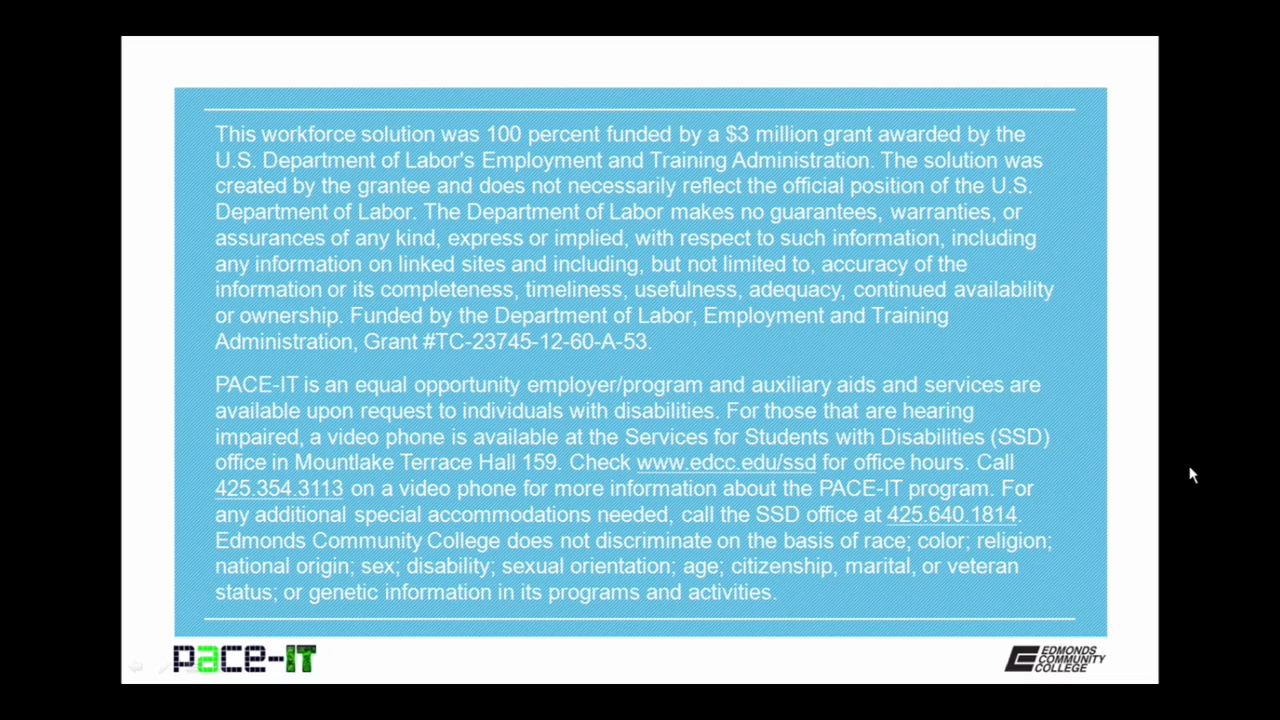 This workforce solution was 100 percent funded by a $3 million grant awarded by the
U.S. Department of Labor's Employment and Training Administration. The solution was
created by the grantee and does not necessarily reflect the official position of the U.S.
Department of Labor. The Department of Labor makes no guarantees, warranties, or
assurances of any kind, express or implied, with respect to such information, including
any information on linked sites and including, but not limited to, accuracy of the
information or its completeness, timeliness, usefulness, adequacy, continued availability
or ownership. Funded by the Department of Labor, Employment and Training
Administration, Grant #TC-23745-12-60-A-53.
PACE-IT is an equal opportunity employer/program and auxiliary aids and services are
available upon request to individuals with disabilities. For those that are hearing
impaired, a video phone is available at the Services for Students with Disabilities (SSD)
office in Mountlake Terrace Hall 159. Check www.edcc.edu/ssd for office hours. Call
425.354.3113 on a video phone for more information about the PACE-IT program. For
any additional special accommodations needed, call the SSD office at 425.640.1814.
Edmonds Community College does not discriminate on the basis of race; color; religion;
national origin; sex; disability; sexual orientation; age; citizenship, marital, or veteran
status; or genetic information in its programs and activities.
pace-IT
EDMONDS
COMMUNITY
COLLEGE